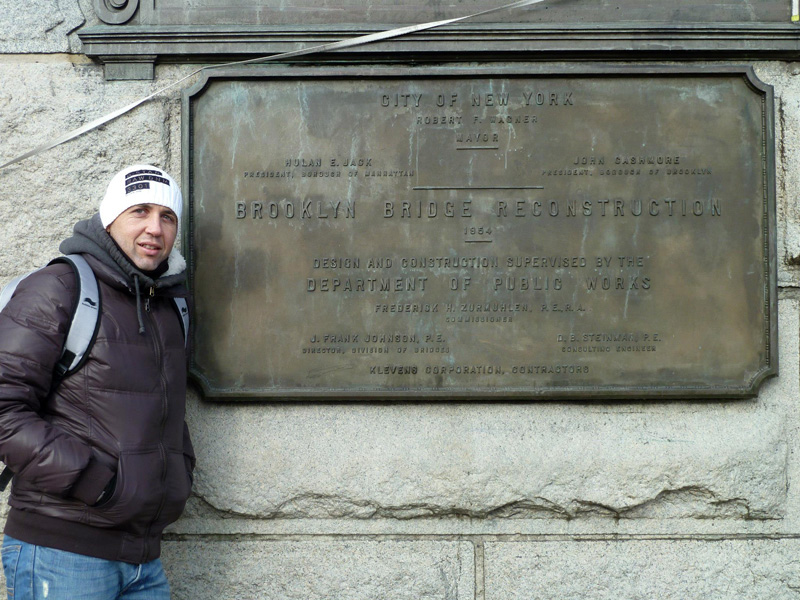 CITY OF NEW YORK
ROBERT F. WAGNER
MAYOR
HULAN E. JACK
PRESIDENT, BOROUGH OF MANHATTAN
JOHN CASHMORE
PRESIDENT, BOROUGH OF BROOKLYN
BROOKLYN BRIDGE RECONSTRUCTION
1954
DESIGN AND CONSTRUCTION SUPERVISED BY THE
DEPARTMENT OF PUBLIC WORKS
FREDERICK H. ZURMUHLEN, P.E.R.A.
COMMISSIONER
J. FRANK JOHNSON, P.E.
DIRECTOR, DIVISION OF BRIDGES
D. B. STEINMAN, P.E.
CONSULTING ENGINEER
KLEVENS CORPORATION, CONTRACTORS